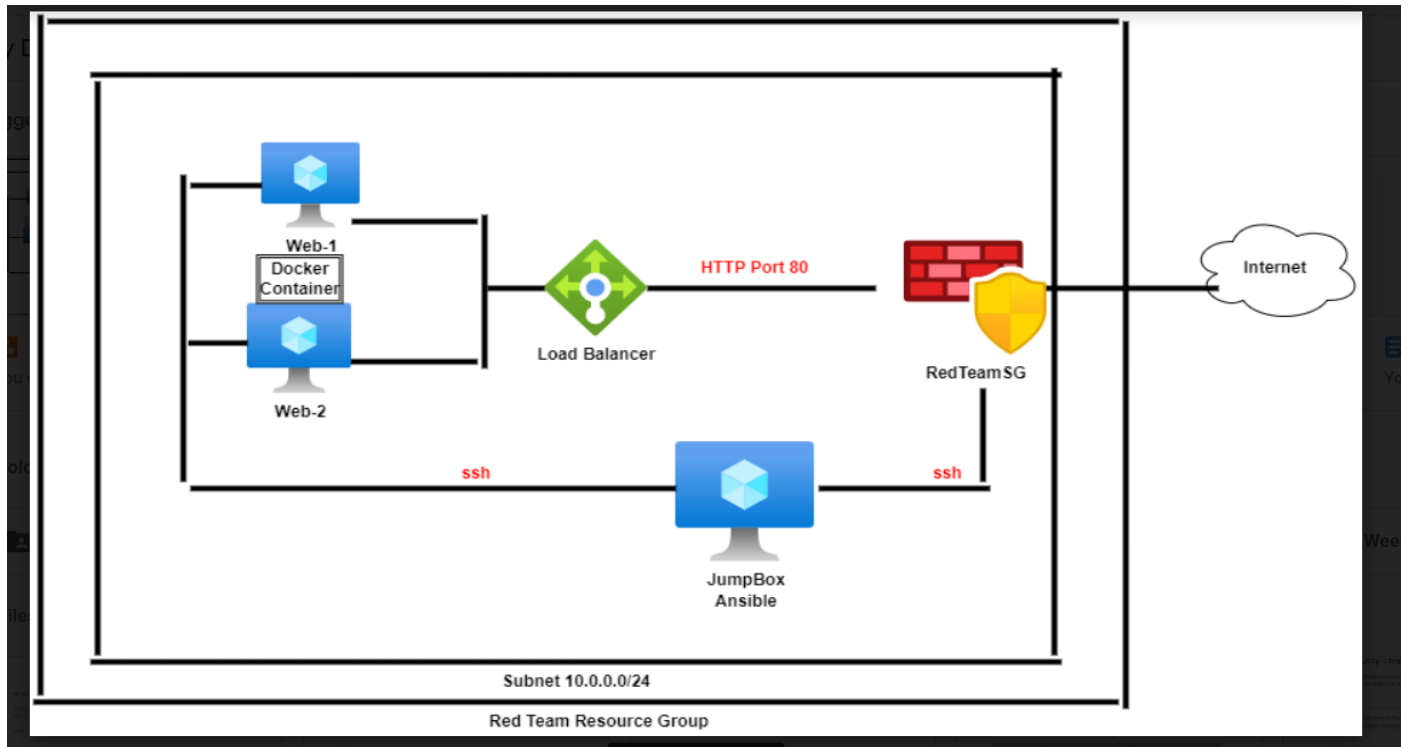 Web-1
Docker
Container
Web-2
Load Balancer
HTTP Port 80
RedTeamSG
Internet
ssh
ssh
JumpBox
Ansible
Subnet 10.0.0.0/24
Red Team Resource Group
Wee